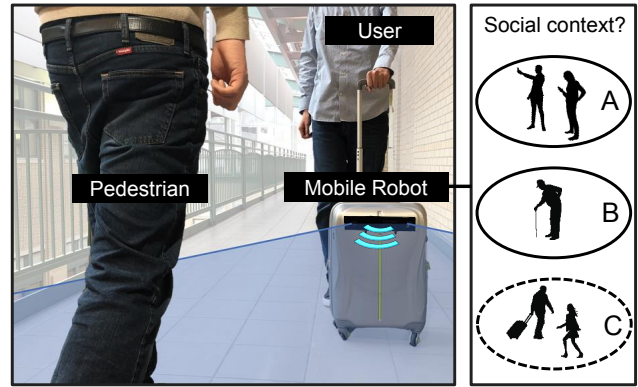 User
Pedestrian
Mobile Robot
Social context?
A
B
C